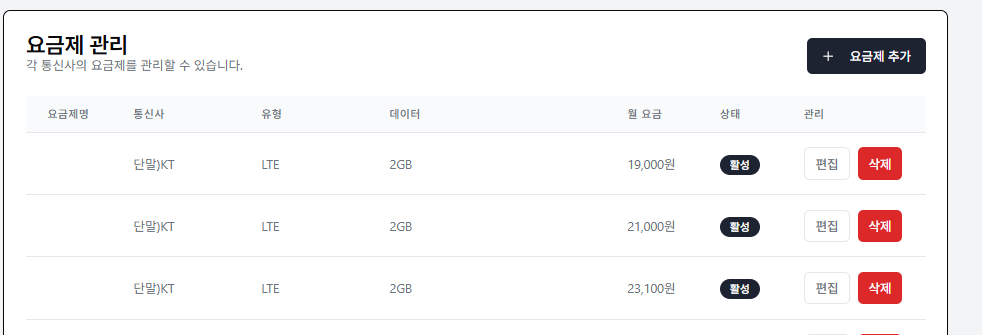 요금제 관리
각 통신사의 요금제를 관리할 수 있습니다.
+ 요금제 추가
요금제명 통신사 유형 데이터 월 요금 상태 관리
단말)KT LTE 2GB 19,000원 활성 편집 삭제
단말)KT LTE 2GB 21,000원 활성 편집 삭제
단말)KT LTE 2GB 23,100원 활성 편집 삭제